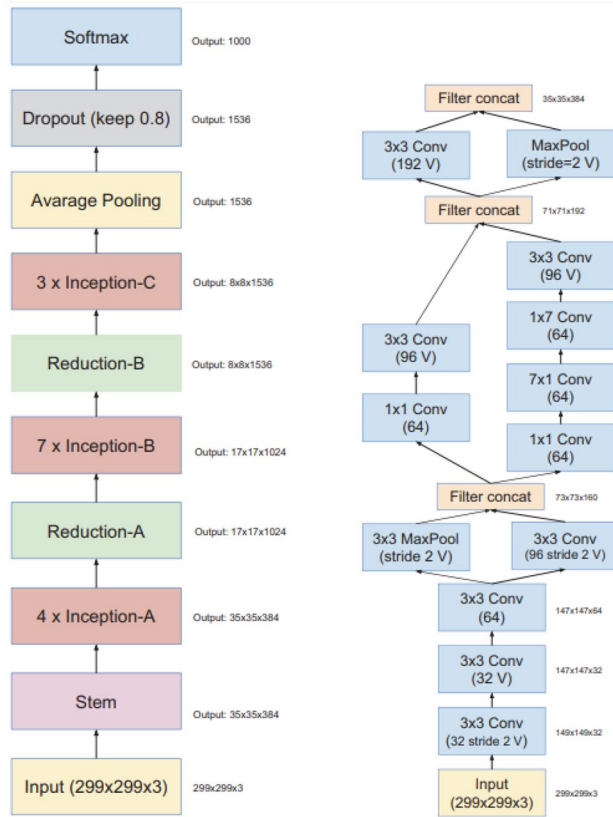 Softmax
Output: 1000
Dropout (keep 0.8)
Output: 1536
Avarage Pooling
Output: 1536
3 x Inception-C
Output: 8x8x1536
Reduction-B
Output: 8x8x1536
7 x Inception-B
Output: 17x17x1024
Reduction-A
Output: 17x17x1024
4 x Inception-A
Output: 35x35x384
Stem
Output: 35x35x384
Input (299x299x3)
299x299x3
Filter concat
35x35x384
3x3 Conv
(192 V)
MaxPool
(stride=2 V)
Filter concat
71x71x192
3x3 Conv
(96 V)
1x7 Conv
(64)
3x3 Conv
(96 V)
7x1 Conv
(64)
1x1 Conv
(64)
1x1 Conv
(64)
Filter concat
73x73x160
3x3 MaxPool
(stride 2 V)
3x3 Conv
(96 stride 2 V)
3x3 Conv
(64)
147x147x64
3x3 Conv
(32 V)
147x147x32
3x3 Conv
(32 stride 2 V)
149x149x32
Input
(299x299x3)
299x299x3